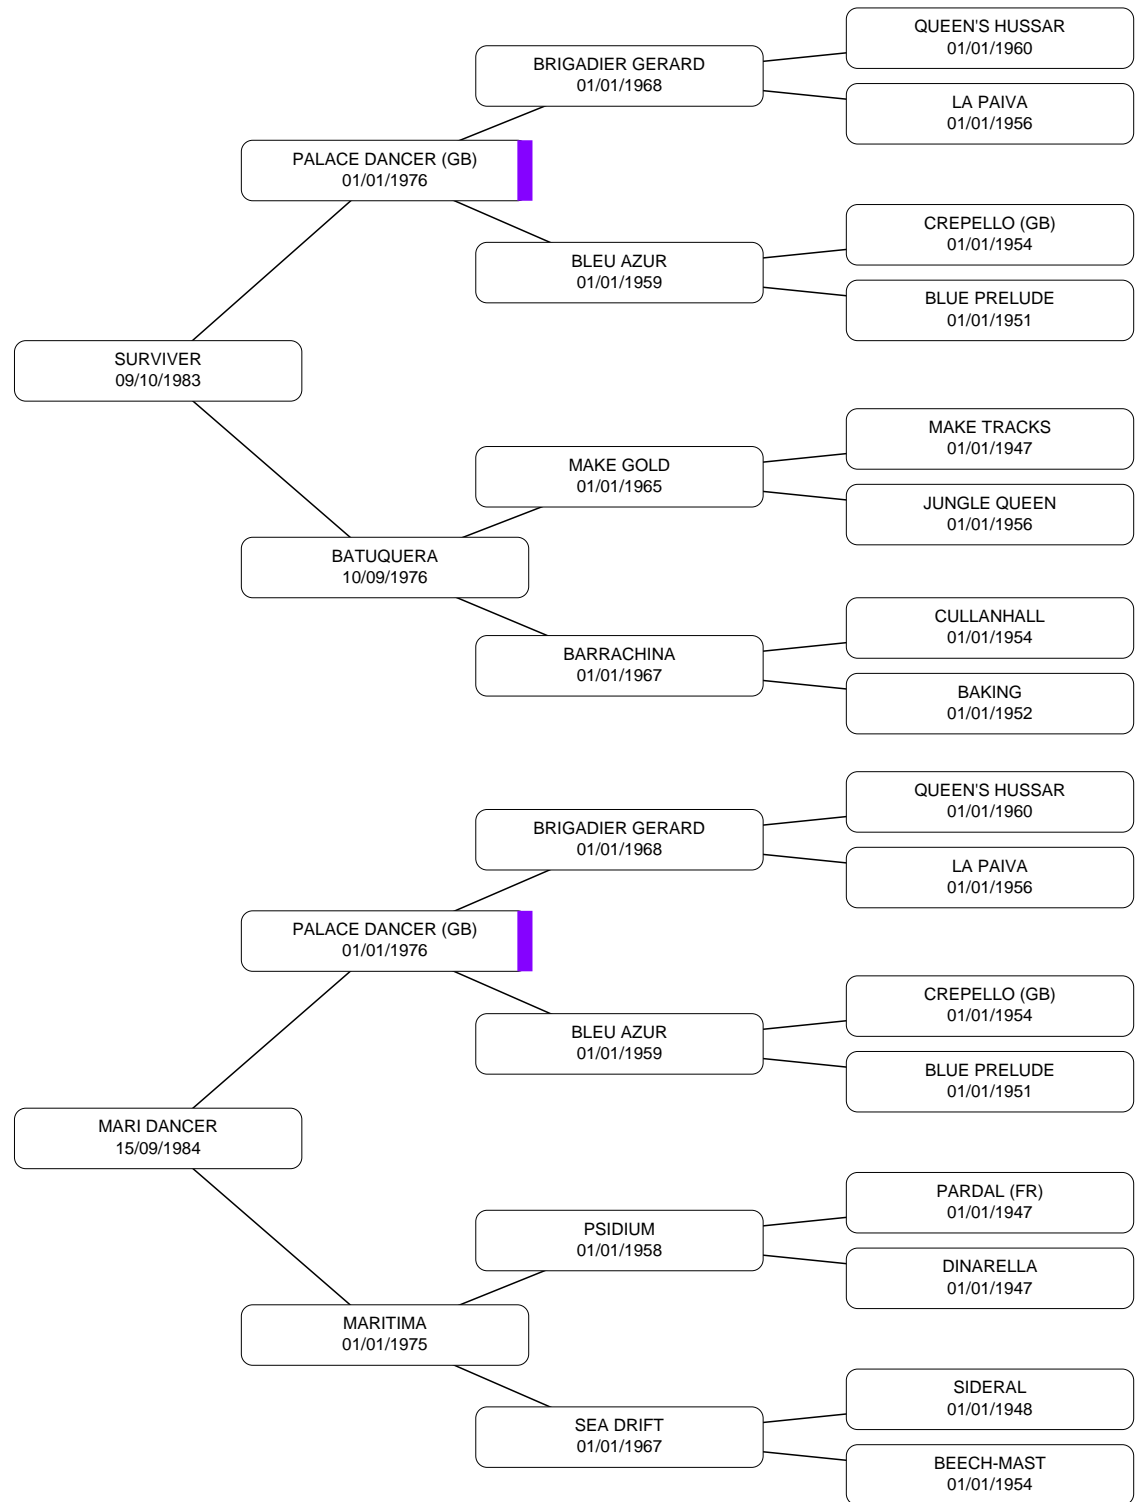 QUEEN'S HUSSAR
01/01/1960
BRIGADIER GERARD
01/01/1968
LA PAIVA
01/01/1956
PALACE DANCER (GB)
01/01/1976
CREPELLO (GB)
01/01/1954
BLEU AZUR
01/01/1959
BLUE PRELUDE
01/01/1951
SURVIVER
09/10/1983
MAKE TRACKS
01/01/1947
MAKE GOLD
01/01/1965
JUNGLE QUEEN
01/01/1956
BATUQUERA
10/09/1976
CULLANHALL
01/01/1954
BARRACHINA
01/01/1967
BAKING
01/01/1952
QUEEN'S HUSSAR
01/01/1960
BRIGADIER GERARD
01/01/1968
LA PAIVA
01/01/1956
PALACE DANCER (GB)
01/01/1976
CREPELLO (GB)
01/01/1954
BLEU AZUR
01/01/1959
BLUE PRELUDE
01/01/1951
MARI DANCER
15/09/1984
PARDAL (FR)
01/01/1947
PSIDIUM
01/01/1958
DINARELLA
01/01/1947
MARITIMA
01/01/1975
SIDERAL
01/01/1948
SEA DRIFT
01/01/1967
BEECH-MAST
01/01/1954